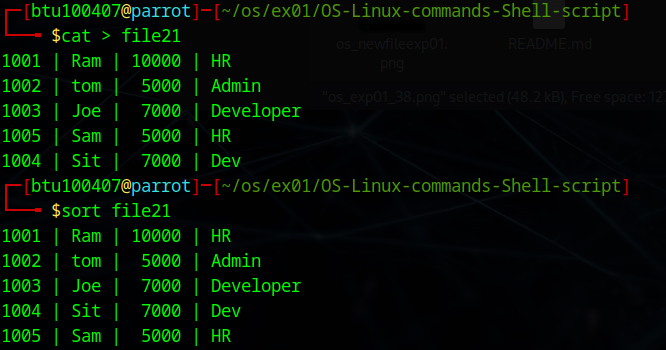 ┌─[btu100407@parrot]─[~/os/ex01/OS-Linux-commands-Shell-script]
└──╼ $cat > file21
1001 | Ram | 10000 | HR
1002 | tom |  5000 | Admin
1003 | Joe |  7000 | Developer
1005 | Sam |  5000 | HR
1004 | Sit |  7000 | Dev
┌─[btu100407@parrot]─[~/os/ex01/OS-Linux-commands-Shell-script]
└──╼ $sort file21
1001 | Ram | 10000 | HR
1002 | tom |  5000 | Admin
1003 | Joe |  7000 | Developer
1004 | Sit |  7000 | Dev
1005 | Sam |  5000 | HR
os_newfileexp01.
png
README.md
"os_exp01_38.png" selected (48.2 kB), Free space: